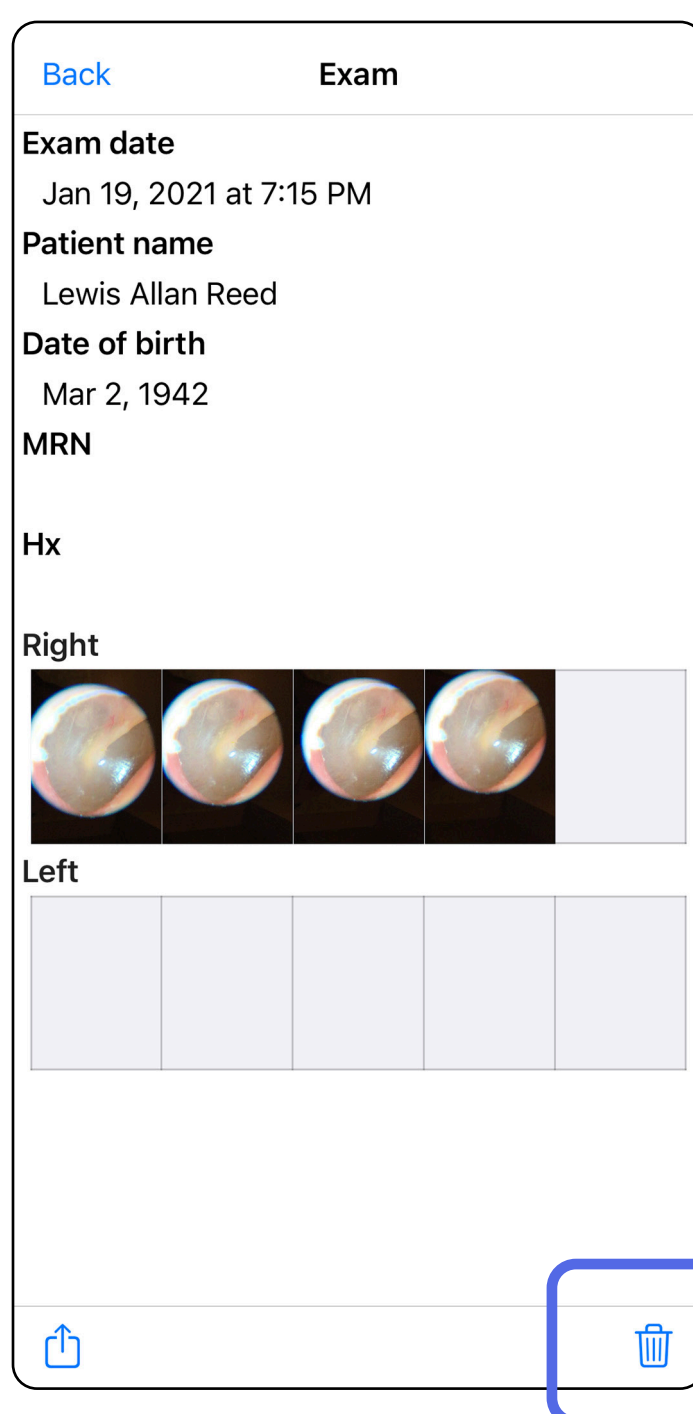 Back
Exam
Exam date
Jan 19, 2021 at 7:15 PM
Patient name
Lewis Allan Reed
Date of birth
Mar 2, 1942
MRN
Hx
Right
Left